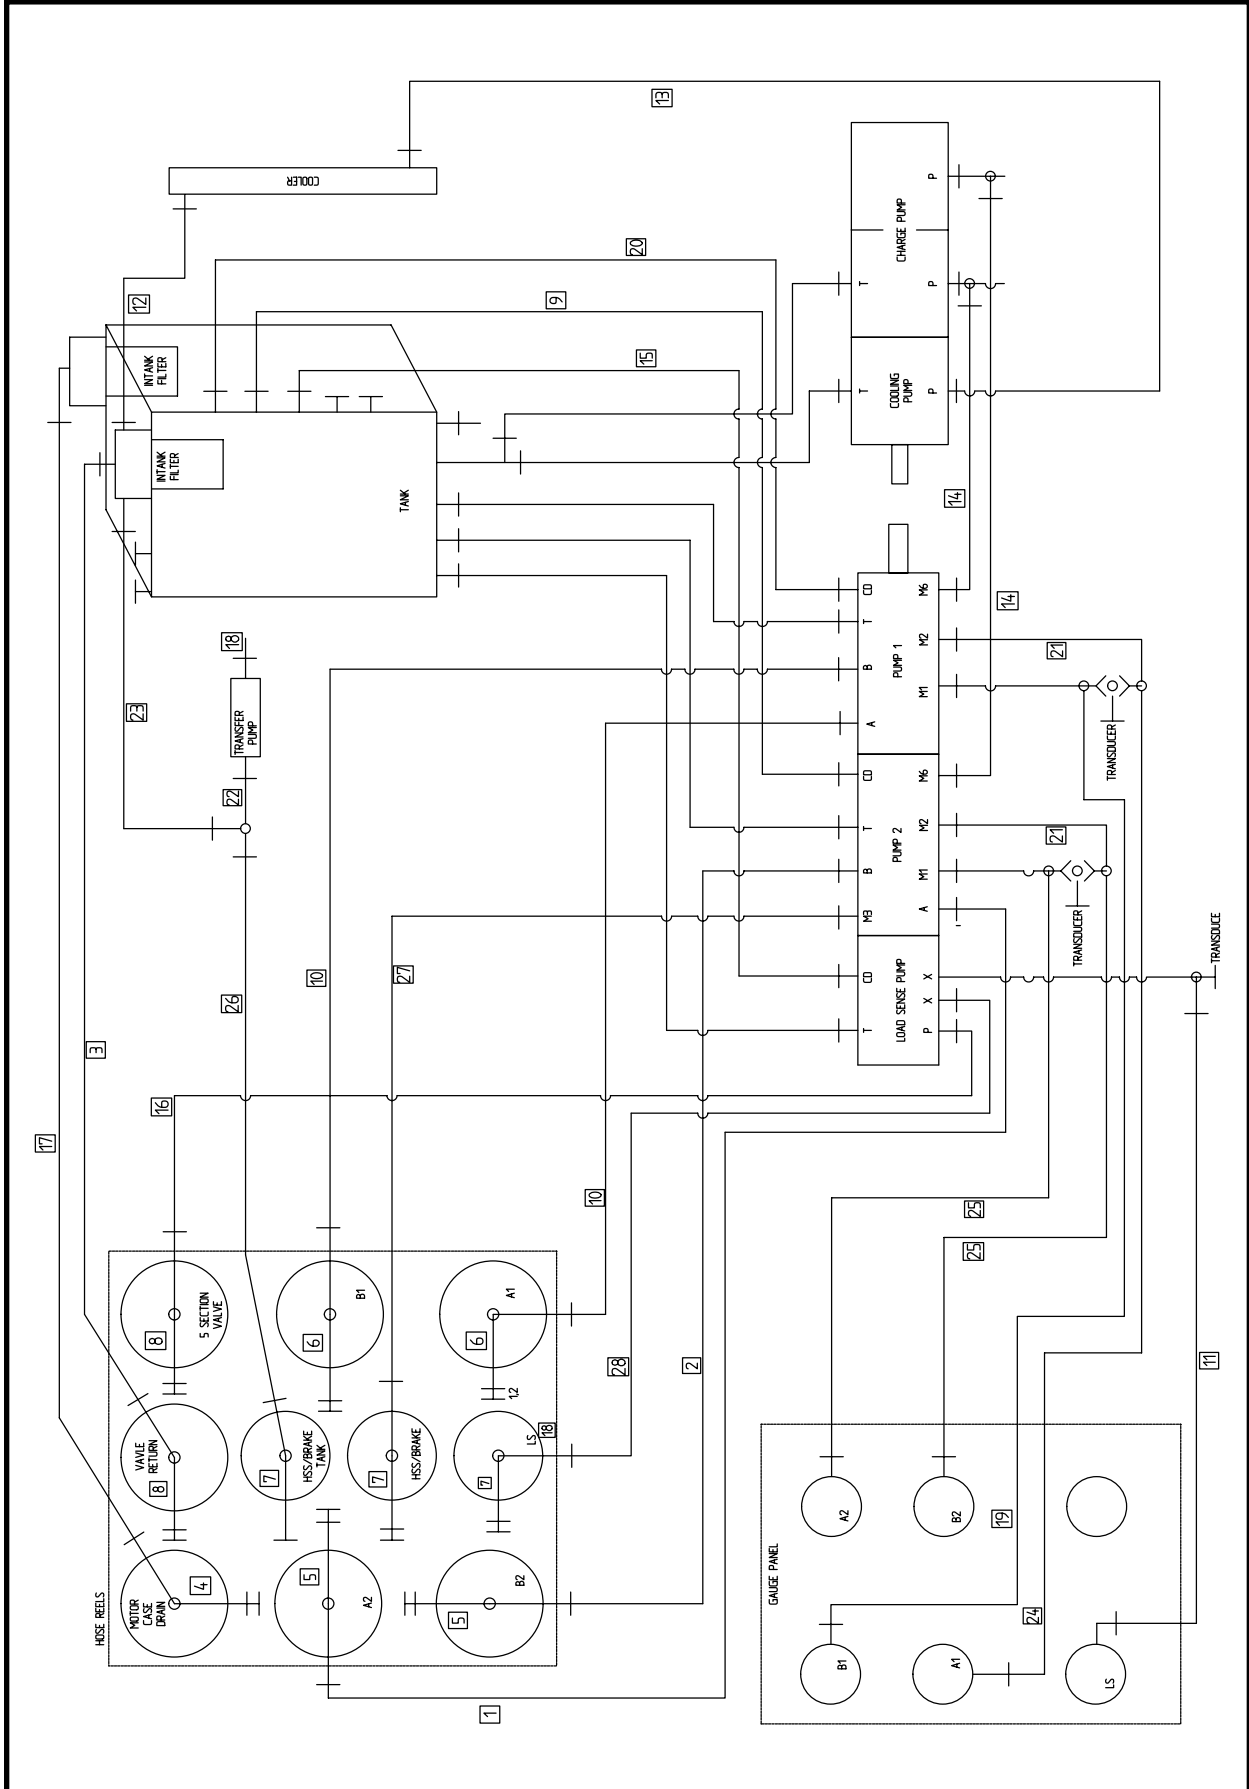 17
3
HOSE REELS
MOTOR
CASE
DRAIN
4
VAVLE
RETURN
8
5 SECTION
VALVE
8
16
23
12
INTANK
FILTER
INTANK
FILTER
TANK
COOLER
13
HSS/BRAKE
TANK
7
26
22
TRANSFER
PUMP
18
5
A2
HSS/BRAKE
7
6
B1
10
27
5
B2
7
LS
18
6
A1
1,2
1
2
28
10
15
9
20
T
CD
M3
B
T
CD
A
B
T
CD
LOAD SENSE PUMP
PUMP 2
PUMP 1
P
X
X
A
M1
M2
M6
M1
M2
M6
T
T
COOLING
PUMP
CHARGE PUMP
P
P
P
14
14
21
21
TRANSDUCER
TRANSDUCER
TRANSDUCE
GAUGE PANEL
B1
A2
A1
B2
LS
25
25
19
24
11